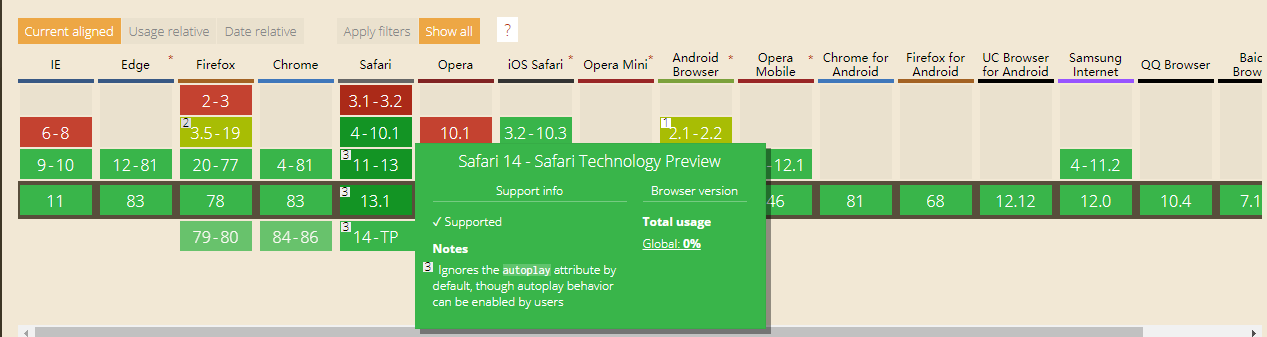 Current aligned Usage relative Date relative Apply filters Show all ?
IE Edge * Firefox Chrome Safari Opera iOS Safari * Opera Mini * Android Browser * Opera Mobile * Chrome for Android Firefox for Android UC Browser for Android Samsung Internet QQ Browser
2-3 3.1-3.2
6-8 2 3.5-19 4-10.1 10.1 3.2-10.3 1 2.1-2.2
9-10 12-81 20-77 4-81 3 11-13 -12.1 4-11.2
11 83 78 83 3 13.1 46 81 68 12.12 12.0 10.4 7.1
79-80 84-86 3 14-TP
Safari 14 - Safari Technology Preview
Support info Browser version
✓ Supported Total usage
Global: 0%
Notes
3 Ignores the autoplay attribute by
default, though autoplay behavior
can be enabled by users